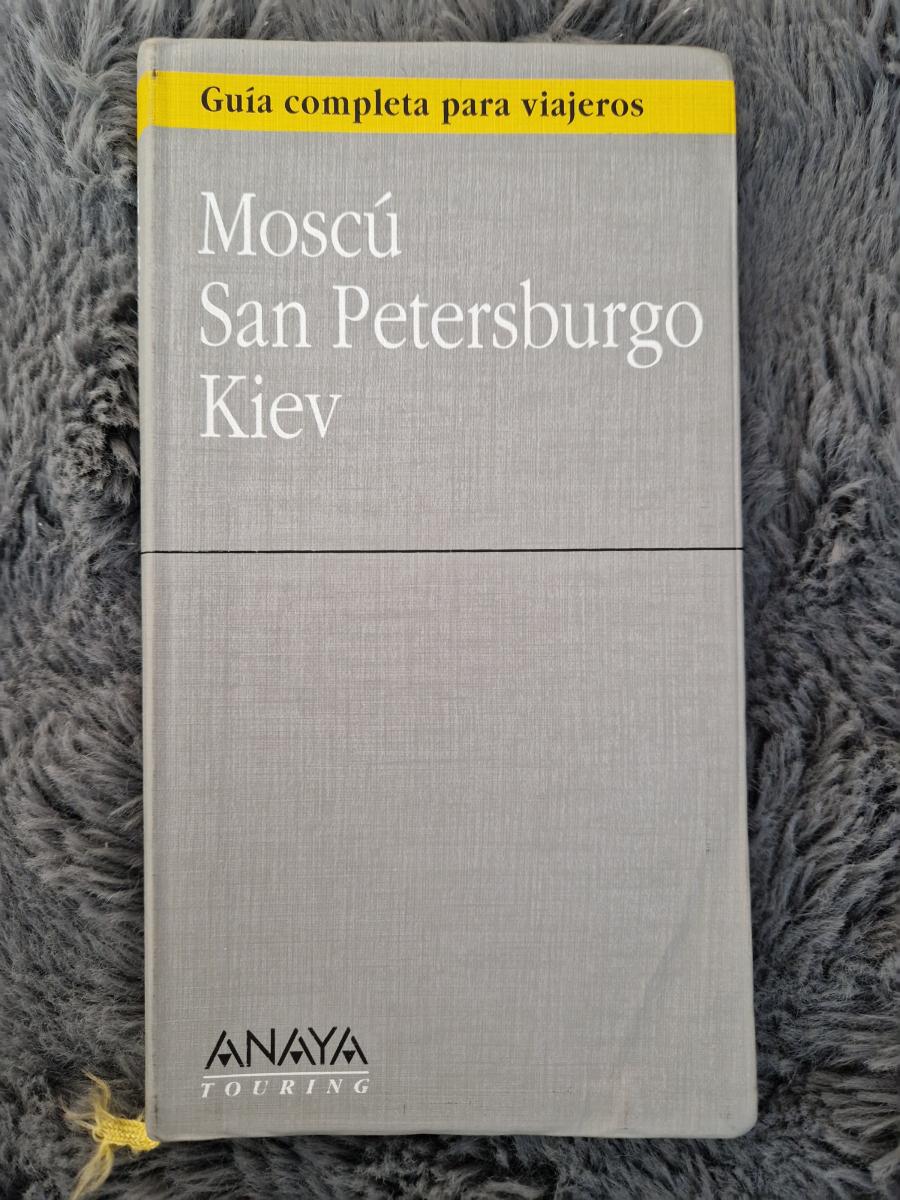 Guía completa para viajeros
Moscú
San Petersburgo
Kiev
ANAYA
TOURING